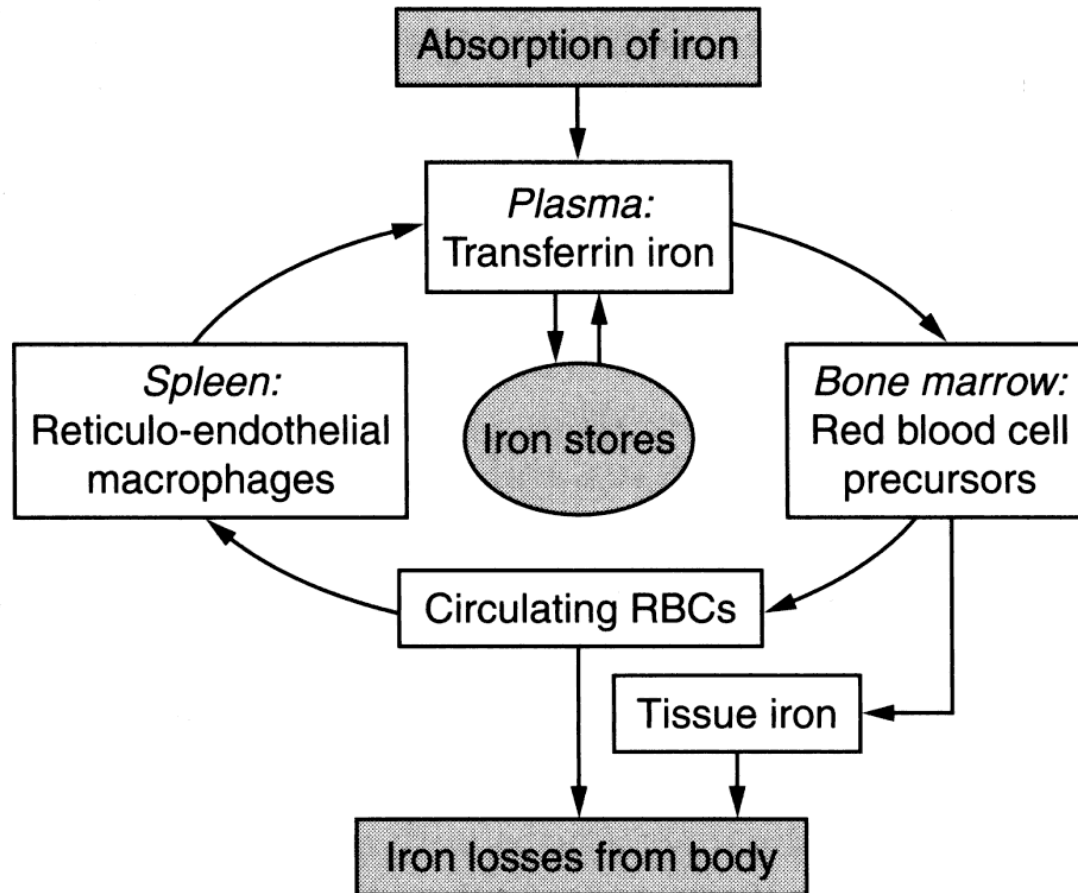 Absorption of iron
Plasma:
Transferrin iron
Spleen:
Reticulo-endothelial
macrophages
Iron stores
Bone marrow:
Red blood cell
precursors
Circulating RBCs
Tissue iron
Iron losses from body